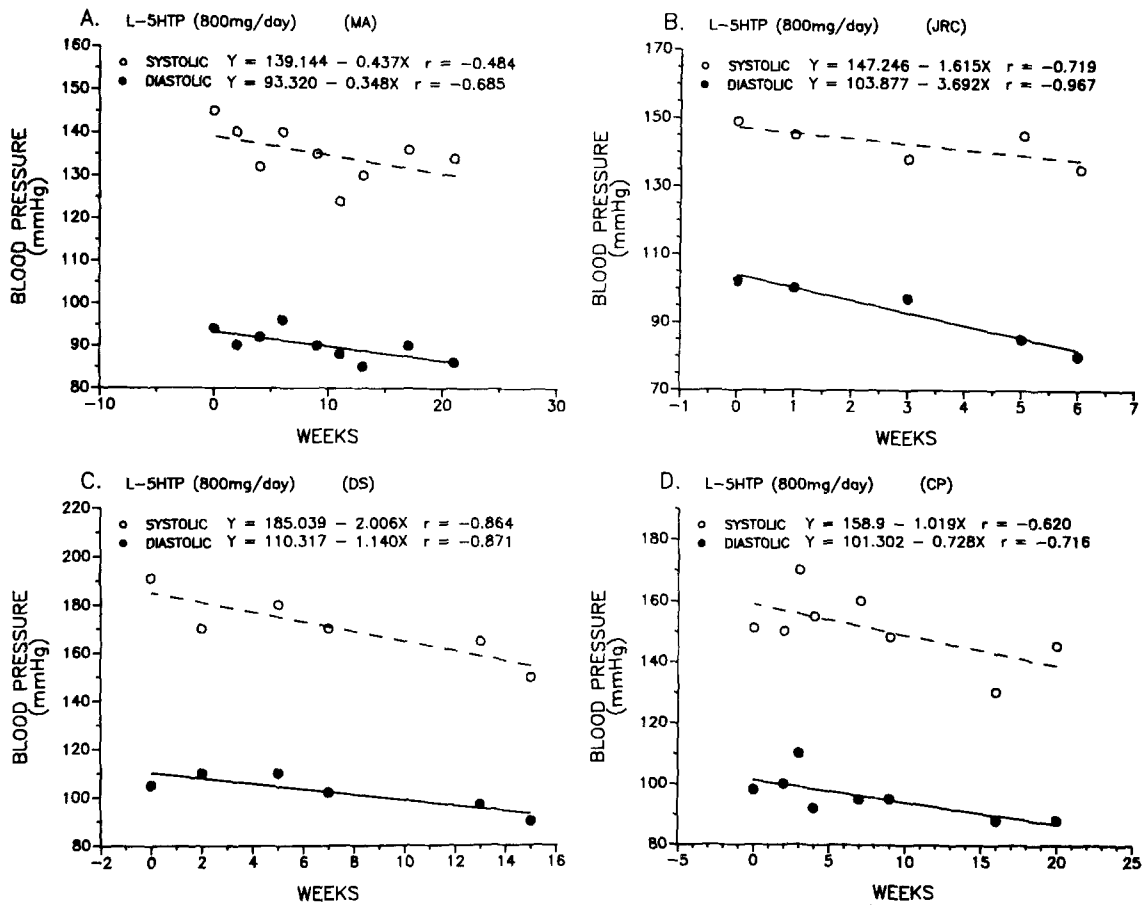 A. L-5HTP (800mg/day) (MA)
○ SYSTOLIC Y = 139.144 - 0.437X r = -0.484
● DIASTOLIC Y = 93.320 - 0.348X r = -0.685
160
150
140
130
120
110
100
90
80
-10 0 10 20 30
BLOOD PRESSURE
(mmHg)
WEEKS
B. L-5HTP (800mg/day) (JRC)
○ SYSTOLIC Y = 147.246 - 1.615X r = -0.719
● DIASTOLIC Y = 103.877 - 3.692X r = -0.967
170
150
130
110
90
70
-1 0 1 2 3 4 5 6 7
BLOOD PRESSURE
(mmHg)
WEEKS
C. L-5HTP (800mg/day) (DS)
○ SYSTOLIC Y = 185.039 - 2.006X r = -0.864
● DIASTOLIC Y = 110.317 - 1.140X r = -0.871
220
200
180
160
140
120
100
80
-2 0 2 4 6 8 10 12 14 16
BLOOD PRESSURE
(mmHg)
WEEKS
D. L-5HTP (800mg/day) (CP)
○ SYSTOLIC Y = 158.9 - 1.019X r = -0.620
● DIASTOLIC Y = 101.302 - 0.728X r = -0.716
180
160
140
120
100
80
-5 0 5 10 15 20 25
BLOOD PRESSURE
(mmHg)
WEEKS